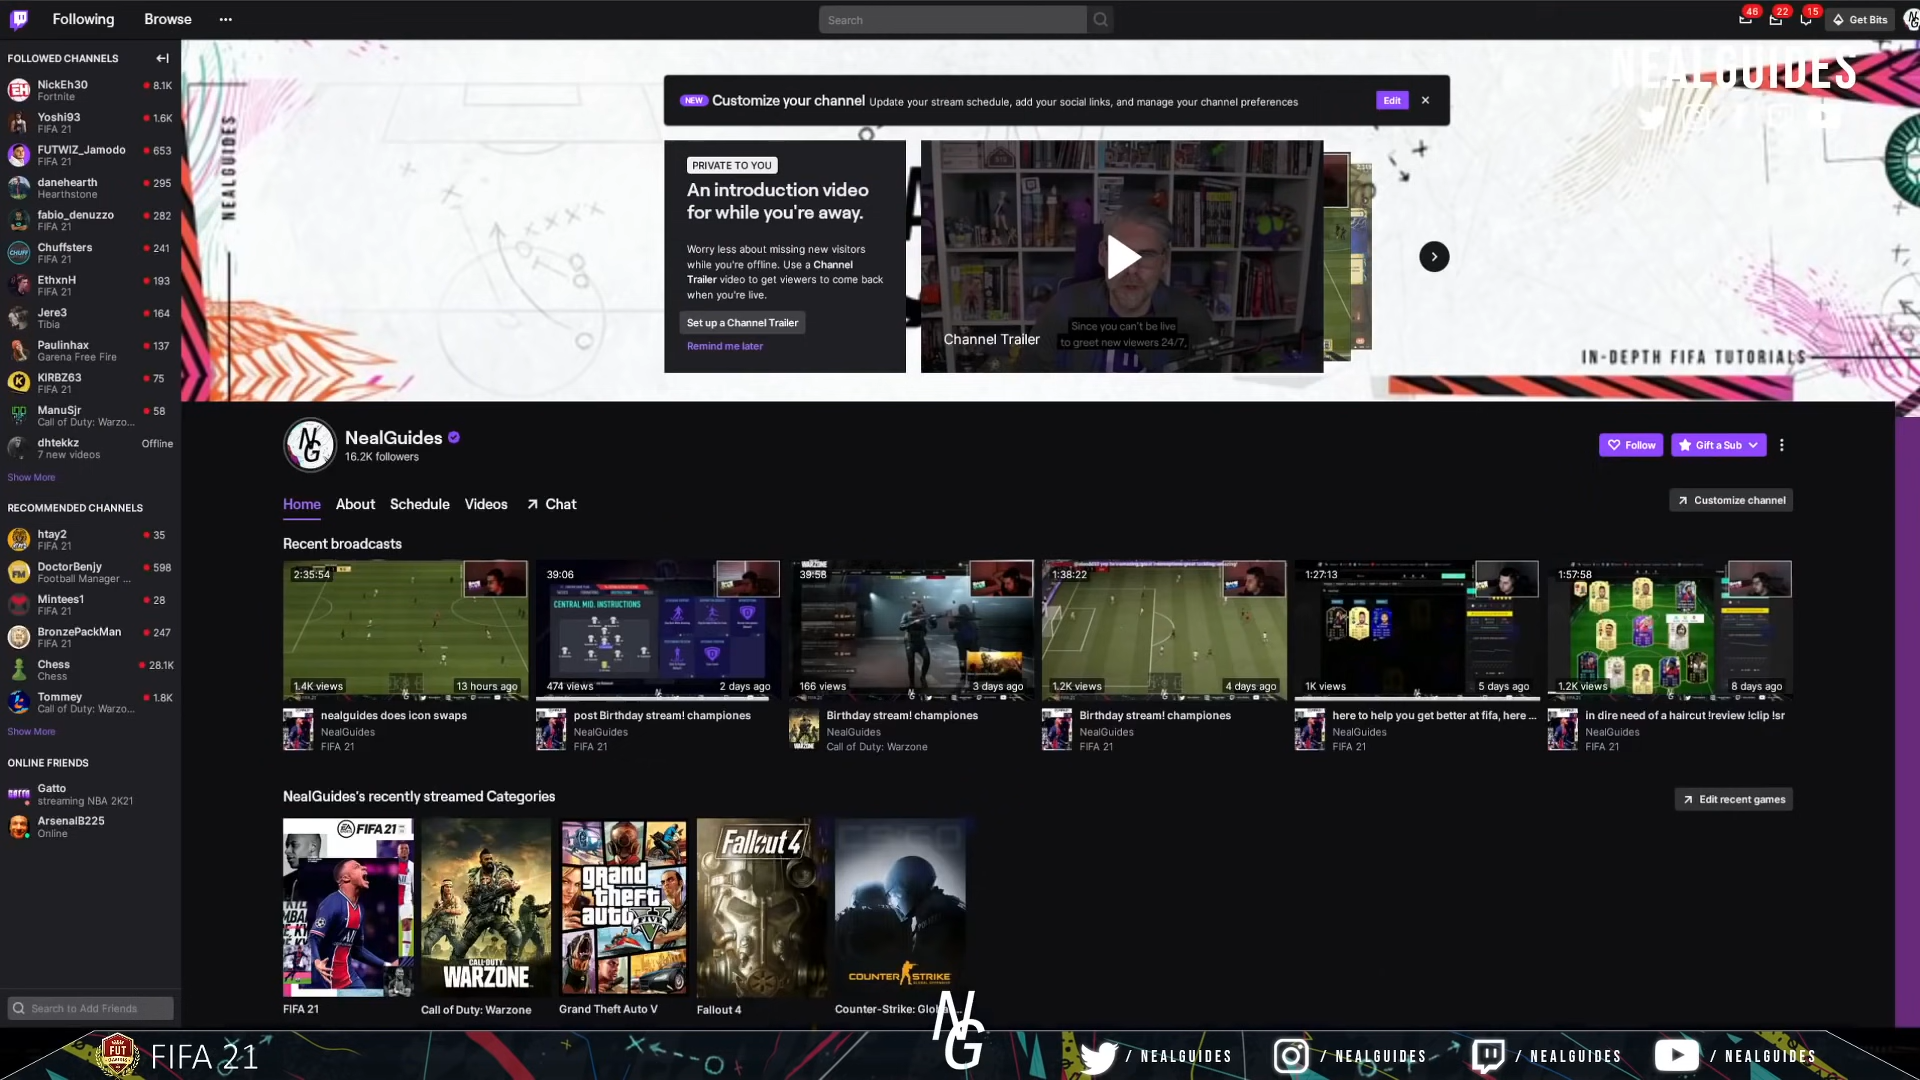 Following
Browse
Search
46
22
15
Get Bits
FOLLOWED CHANNELS
NickEh30
8.1K
Fortnite
Yoshi93
1.6K
FIFA 21
FUTWIZ_Jamodo
653
FIFA 21
danehearth
295
Hearthstone
fabio_denuzzo
282
FIFA 21
Chuffsters
241
FIFA 21
EthxnH
193
FIFA 21
Jere3
164
Tibia
Paulinhax
137
Garena Free Fire
KIRBZ63
75
FIFA 21
ManuSjr
58
Call of Duty: Warzo...
dhtekkz
Offline
7 new videos
Show More
RECOMMENDED CHANNELS
htay2
35
FIFA 21
DoctorBenjy
598
Football Manager ...
Mintees1
28
FIFA 21
BronzePackMan
247
FIFA 21
Chess
28.1K
Chess
Tommey
1.8K
Call of Duty: Warzo...
Show More
ONLINE FRIENDS
Gatto
streaming NBA 2K21
ArsenalB225
Online
Search to Add Friends
NEALGUIDES
NEALGUIDES
NEW Customize your channel Update your stream schedule, add your social links, and manage your channel preferences
Edit
PRIVATE TO YOU
An introduction video
for while you're away.
Worry less about missing new visitors
while you're offline. Use a Channel
Trailer video to get viewers to come back
when you're live.
Set up a Channel Trailer
Remind me later
Channel Trailer
Since you can't be live
to greet new viewers 24/7,
IN-DEPTH FIFA TUTORIALS
NG
NealGuides
16.2K followers
Follow
Gift a Sub
Home
About
Schedule
Videos
Chat
Customize channel
Recent broadcasts
2:35:54
1.4K views
13 hours ago
nealguides does icon swaps
NealGuides
FIFA 21
39:06
CENTRAL MID. INSTRUCTIONS
474 views
2 days ago
post Birthday stream! championes
NealGuides
FIFA 21
WARZONE
39:58
166 views
3 days ago
Birthday stream! championes
NealGuides
Call of Duty: Warzone
1:38:22
1.2K views
4 days ago
Birthday stream! championes
NealGuides
FIFA 21
1:27:13
1K views
5 days ago
here to help you get better at fifa, here ...
NealGuides
FIFA 21
1:57:58
1.2K views
8 days ago
in dire need of a haircut !review !clip !sr
NealGuides
FIFA 21
NealGuides's recently streamed Categories
Edit recent games
FIFA 21
FIFA 21
CALL OF DUTY
WARZONE
Call of Duty: Warzone
grand
theft
auto
FIVE
Grand Theft Auto V
Fallout 4
Fallout 4
COUNTER STRIKE
Counter-Strike: Glo
NG
FUT
FIFA 21
/ NEALGUIDES
/ NEALGUIDES
/ NEALGUIDES
/ NEALGUIDES